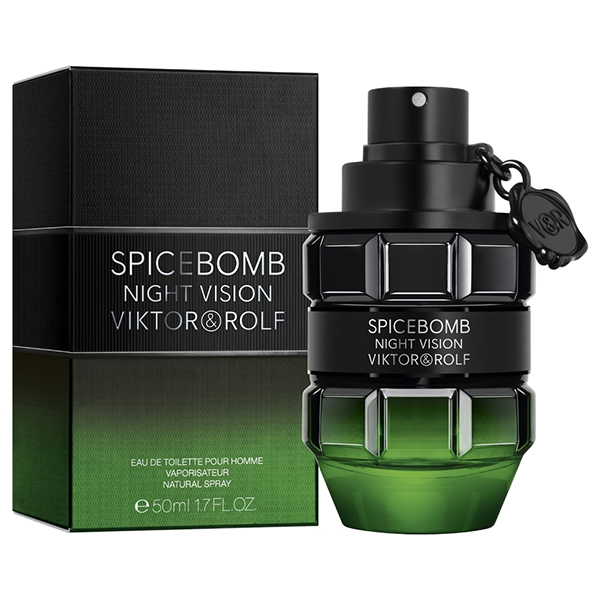 SPICEBOMB
NIGHT VISION
VIKTOR&ROLF
EAU DE TOILETTE POUR HOMME
VAPORISATEUR
NATURAL SPRAY
e50ml 1.7FL.OZ.
V&R
SPICEBOMB
NIGHT VISION
VIKTOR&ROLF